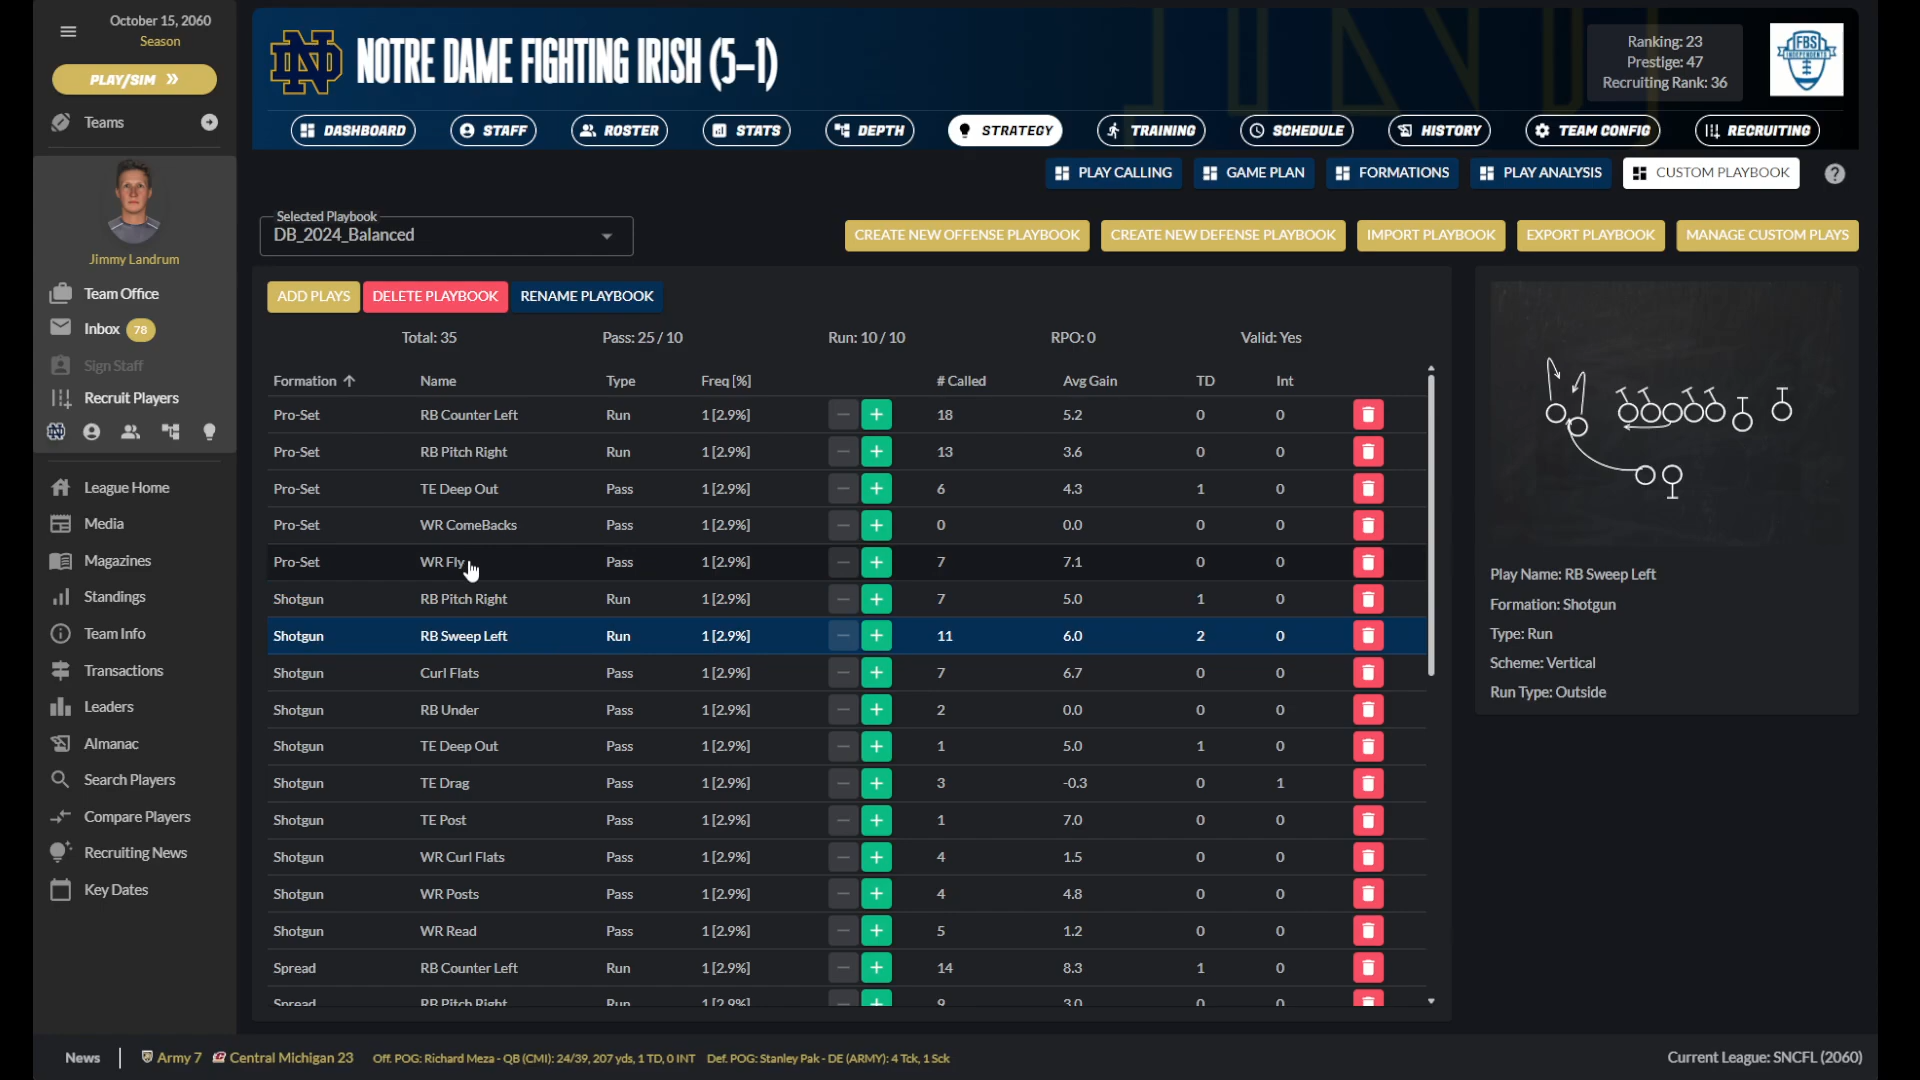 October 15, 2060
Season
PLAY/SIM
Teams
Jimmy Landrum
Team Office
Inbox 78
Sign Staff
Recruit Players
League Home
Media
Magazines
Standings
Team Info
Transactions
Leaders
Almanac
Search Players
Compare Players
Recruiting News
Key Dates
NOTRE DAME FIGHTING IRISH (5–1)
Ranking: 23
Prestige: 47
Recruiting Rank: 36
FBS
INDEPENDENTS
DASHBOARD STAFF ROSTER STATS DEPTH STRATEGY TRAINING SCHEDULE HISTORY TEAM CONFIG RECRUITING
PLAY CALLING GAME PLAN FORMATIONS PLAY ANALYSIS CUSTOM PLAYBOOK ?
Selected Playbook
DB_2024_Balanced
CREATE NEW OFFENSE PLAYBOOK CREATE NEW DEFENSE PLAYBOOK IMPORT PLAYBOOK EXPORT PLAYBOOK MANAGE CUSTOM PLAYS
ADD PLAYS DELETE PLAYBOOK RENAME PLAYBOOK
Total: 35 Pass: 25 / 10 Run: 10 / 10 RPO: 0 Valid: Yes
Formation Name Type Freq [%] # Called Avg Gain TD Int
Pro-Set RB Counter Left Run 1 [2.9%] 18 5.2 0 0
Pro-Set RB Pitch Right Run 1 [2.9%] 13 3.6 0 0
Pro-Set TE Deep Out Pass 1 [2.9%] 6 4.3 1 0
Pro-Set WR ComeBacks Pass 1 [2.9%] 0 0.0 0 0
Pro-Set WR Fly Pass 1 [2.9%] 7 7.1 0 0
Shotgun RB Pitch Right Run 1 [2.9%] 7 5.0 1 0
Shotgun RB Sweep Left Run 1 [2.9%] 11 6.0 2 0
Shotgun Curl Flats Pass 1 [2.9%] 7 6.7 0 0
Shotgun RB Under Pass 1 [2.9%] 2 0.0 0 0
Shotgun TE Deep Out Pass 1 [2.9%] 1 5.0 1 0
Shotgun TE Drag Pass 1 [2.9%] 3 -0.3 0 1
Shotgun TE Post Pass 1 [2.9%] 1 7.0 0 0
Shotgun WR Curl Flats Pass 1 [2.9%] 4 1.5 0 0
Shotgun WR Posts Pass 1 [2.9%] 4 4.8 0 0
Shotgun WR Read Pass 1 [2.9%] 5 1.2 0 0
Spread RB Counter Left Run 1 [2.9%] 14 8.3 1 0
Spread RB Pitch Right Run 1 [2.9%] 9 3.0 0 0
Play Name: RB Sweep Left
Formation: Shotgun
Type: Run
Scheme: Vertical
Run Type: Outside
News Army 7 Central Michigan 23 Off. POG: Richard Meza - QB (CMI): 24/39, 207 yds, 1 TD, 0 INT Def. POG: Stanley Pak - DE (ARMY): 4 Tck, 1 Sck
Current League: SNCFL (2060)